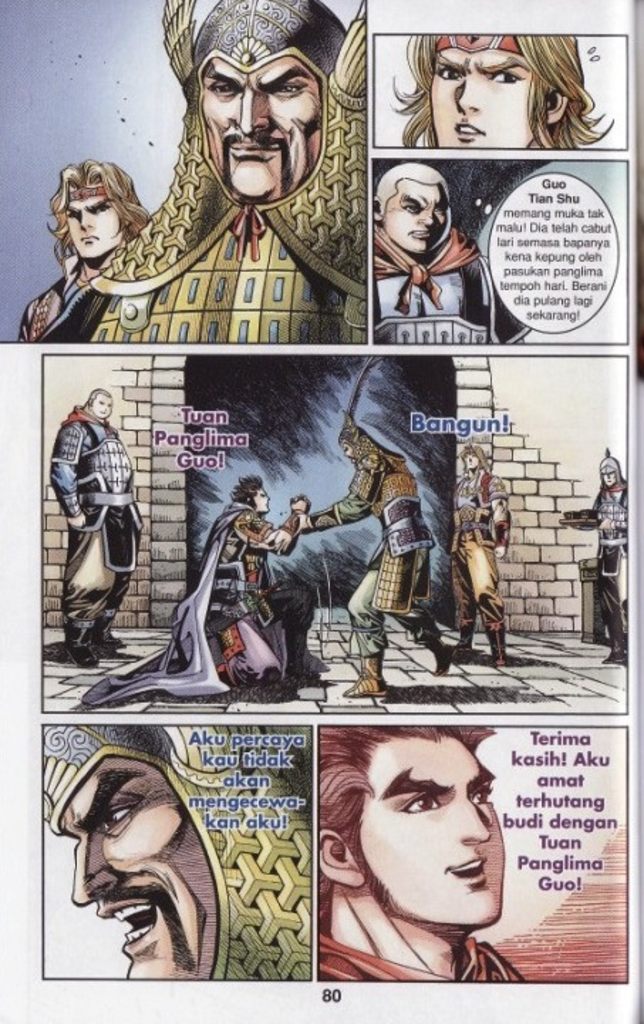 Guo
Tian Shu
memang muka tak
malu! Dia telah cabut
lari semasa bapanya
kena kepung oleh
pasukan panglima
tempoh hari. Berani
dia pulang lagi
sekarang!
Tuan
Panglima
Guo!
Bangun!
Aku percaya
kau tidak
akan
mengecewa-
kan aku!
Terima
kasih! Aku
amat
terhutang
budi dengan
Tuan
Panglima
Guo!
80